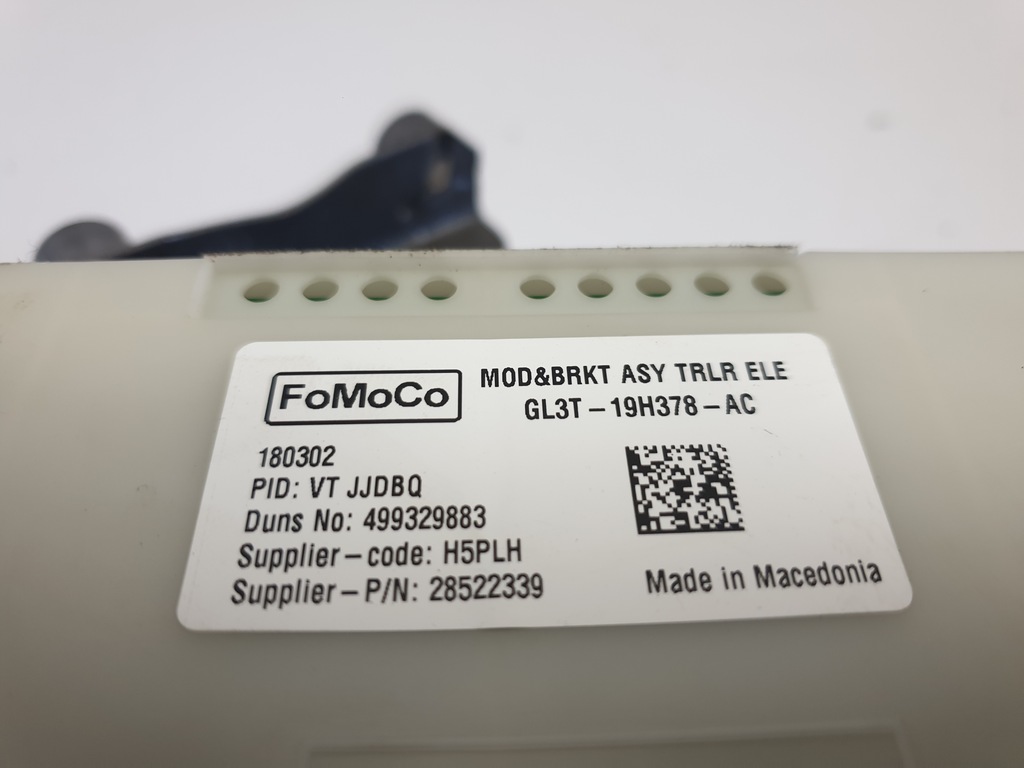 FoMoCo
MOD&BRKT ASY TRLR ELE
GL3T-19H378-AC
180302
PID: VT JJDBQ
Duns No: 499329883
Supplier-code: H5PLH
Supplier-P/N: 28522339
Made in Macedonia